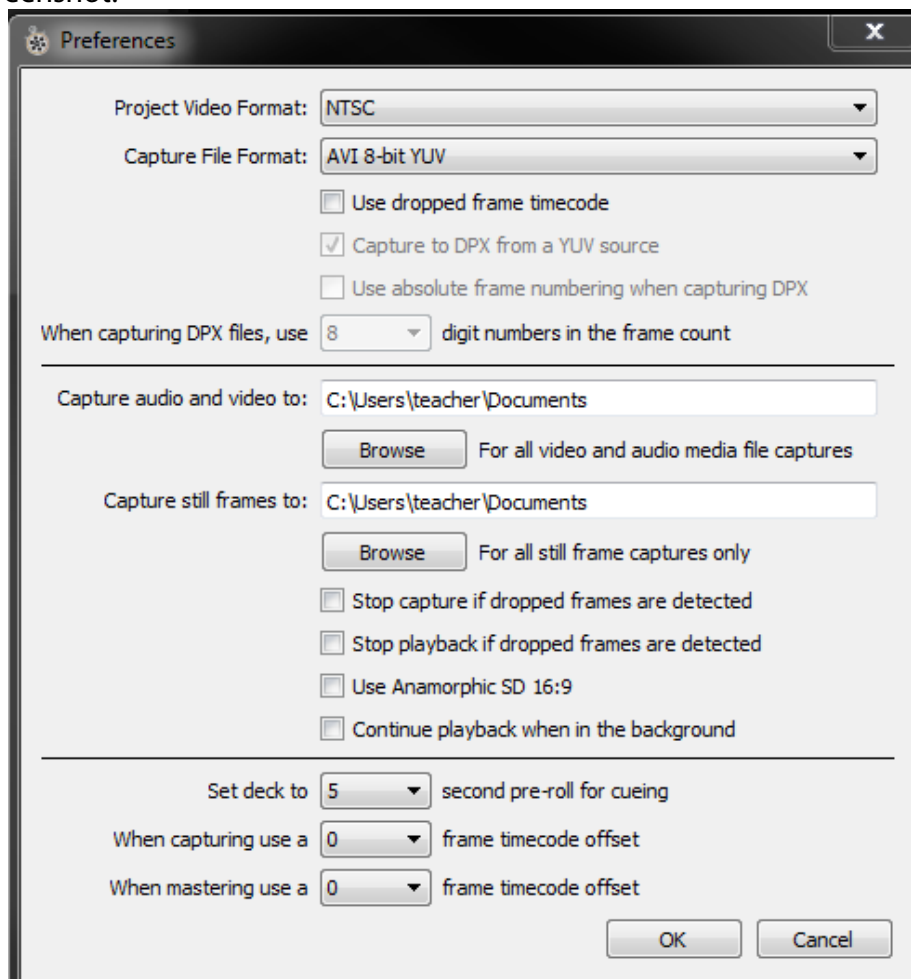 Preferences
Project Video Format: NTSC
Capture File Format: AVI 8-bit YUV
Use dropped frame timecode
Capture to DPX from a YUV source
Use absolute frame numbering when capturing DPX
When capturing DPX files, use 8 digit numbers in the frame count
Capture audio and video to: C:\Users\teacher\Documents
Browse For all video and audio media file captures
Capture still frames to: C:\Users\teacher\Documents
Browse For all still frame captures only
Stop capture if dropped frames are detected
Stop playback if dropped frames are detected
Use Anamorphic SD 16:9
Continue playback when in the background
Set deck to 5 second pre-roll for cueing
When capturing use a 0 frame timecode offset
When mastering use a 0 frame timecode offset
OK Cancel